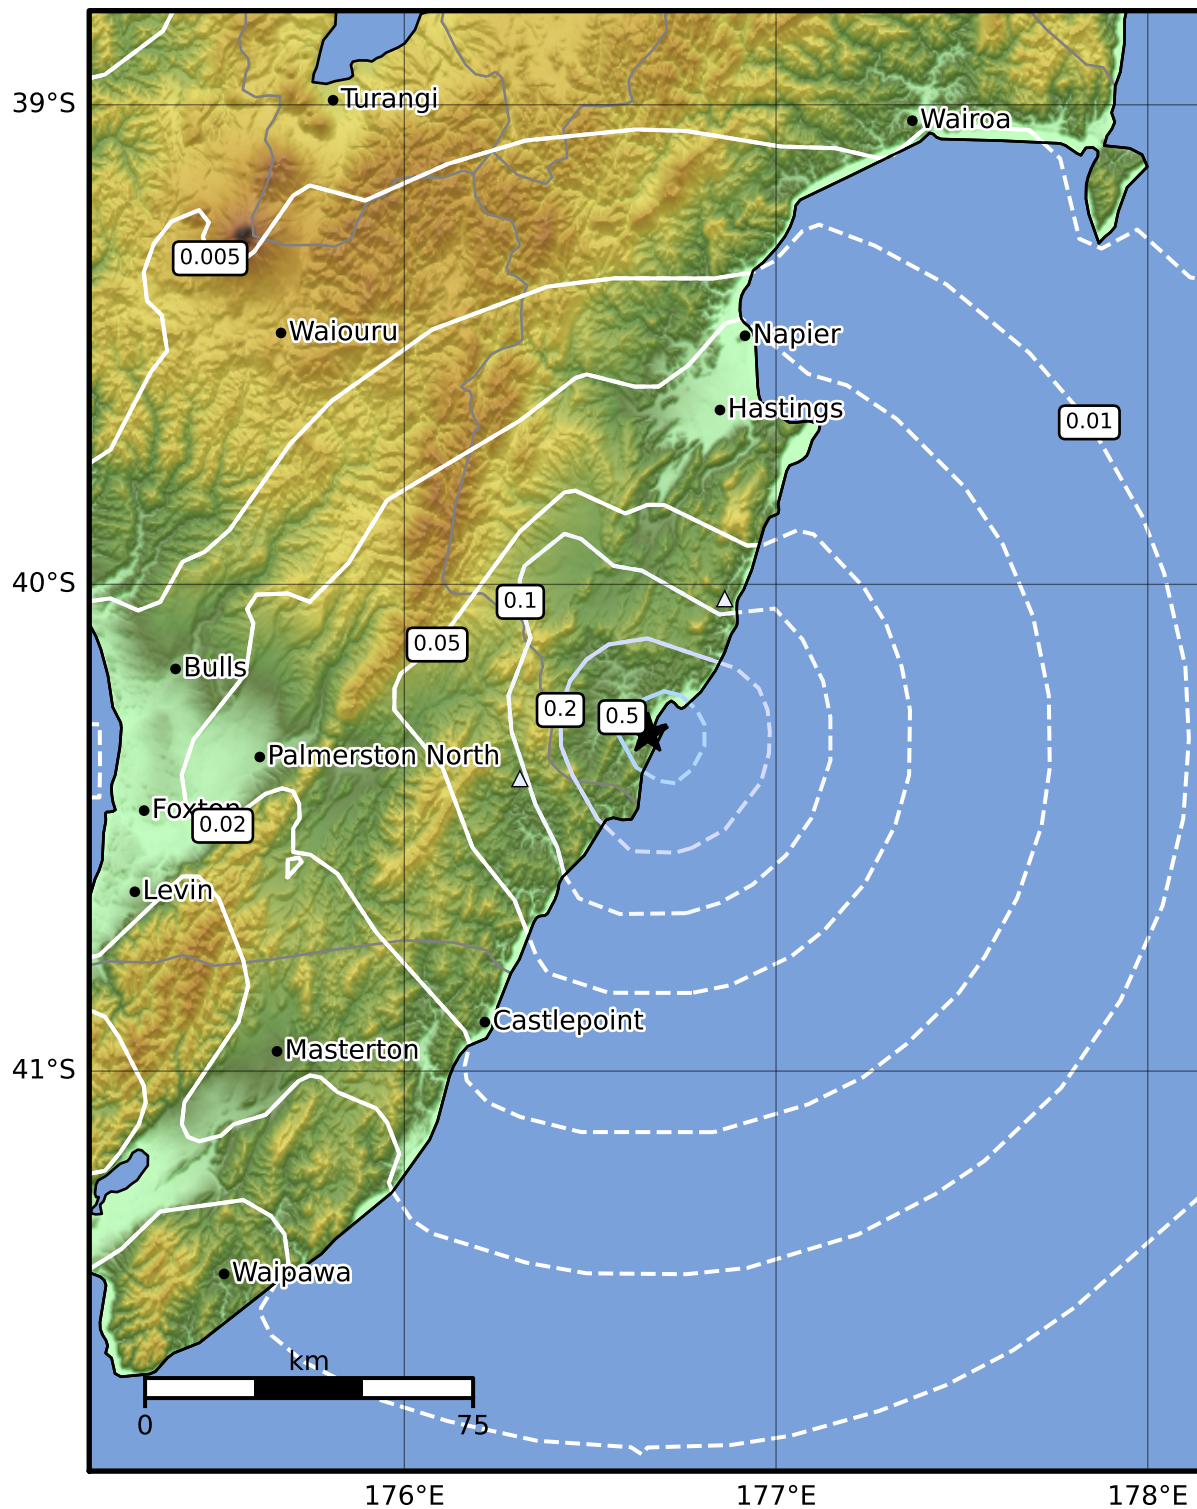 39°S
Turangi
Wairoa
0.005
Waiouru
Napier
Hastings
0.01
40°S
0.1
0.05
Bulls
0.2
0.5
Palmerston North
Foxton
0.02
Levin
Castlepoint
Masterton
41°S
Waipawa
km
0
75
176°E
177°E
178°E